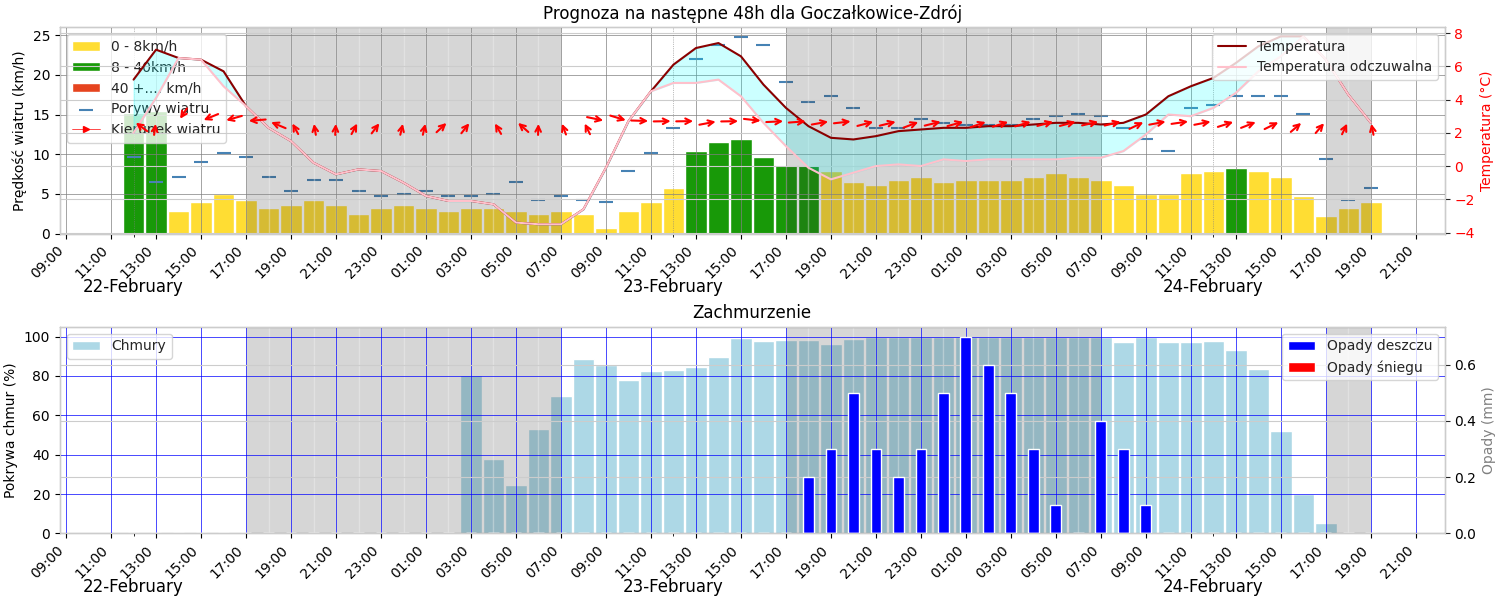 Prognoza na następne 48h dla Goczałkowice-Zdrój
Prędkość wiatru (km/h)
25
20
15
10
5
0
0 - 8km/h
8 - 40km/h
40 +... km/h
Porywy wiatru
Kierunek wiatru
Temperatura
Temperatura odczuwalna
8
6
4
2
0
−2
−4
Temperatura (°C)
09:00 11:00 13:00 15:00 17:00 19:00 21:00 23:00 01:00 03:00 05:00 07:00 09:00 11:00 13:00 15:00 17:00 19:00 21:00 23:00 01:00 03:00 05:00 07:00 09:00 11:00 13:00 15:00 17:00 19:00 21:00
22-February 23-February 24-February
Zachmurzenie
Pokrywa chmur (%)
100
80
60
40
20
0
Chmury
Opady deszczu
Opady śniegu
0.6
0.4
0.2
0.0
Opady (mm)
09:00 11:00 13:00 15:00 17:00 19:00 21:00 23:00 01:00 03:00 05:00 07:00 09:00 11:00 13:00 15:00 17:00 19:00 21:00 23:00 01:00 03:00 05:00 07:00 09:00 11:00 13:00 15:00 17:00 19:00 21:00
22-February 23-February 24-February